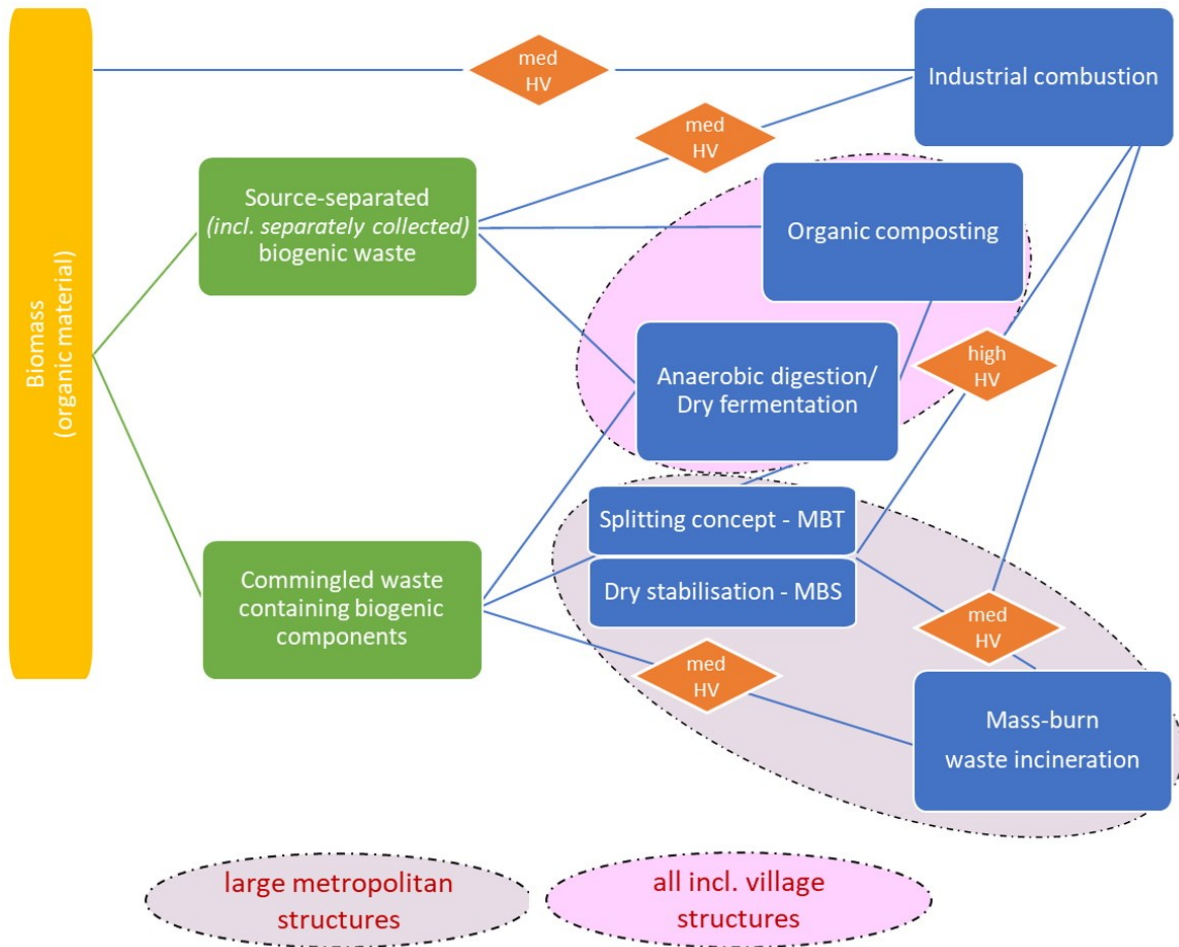 Biomass
(organic material)
med
HV
Industrial combustion
med
HV
Source-separated
(incl. separately collected)
biogenic waste
Organic composting
Anaerobic digestion/
Dry fermentation
high
HV
Splitting concept - MBT
Dry stabilisation - MBS
Commingled waste
containing biogenic
components
med
HV
med
HV
Mass-burn
waste incineration
large metropolitan
structures
all incl. village
structures